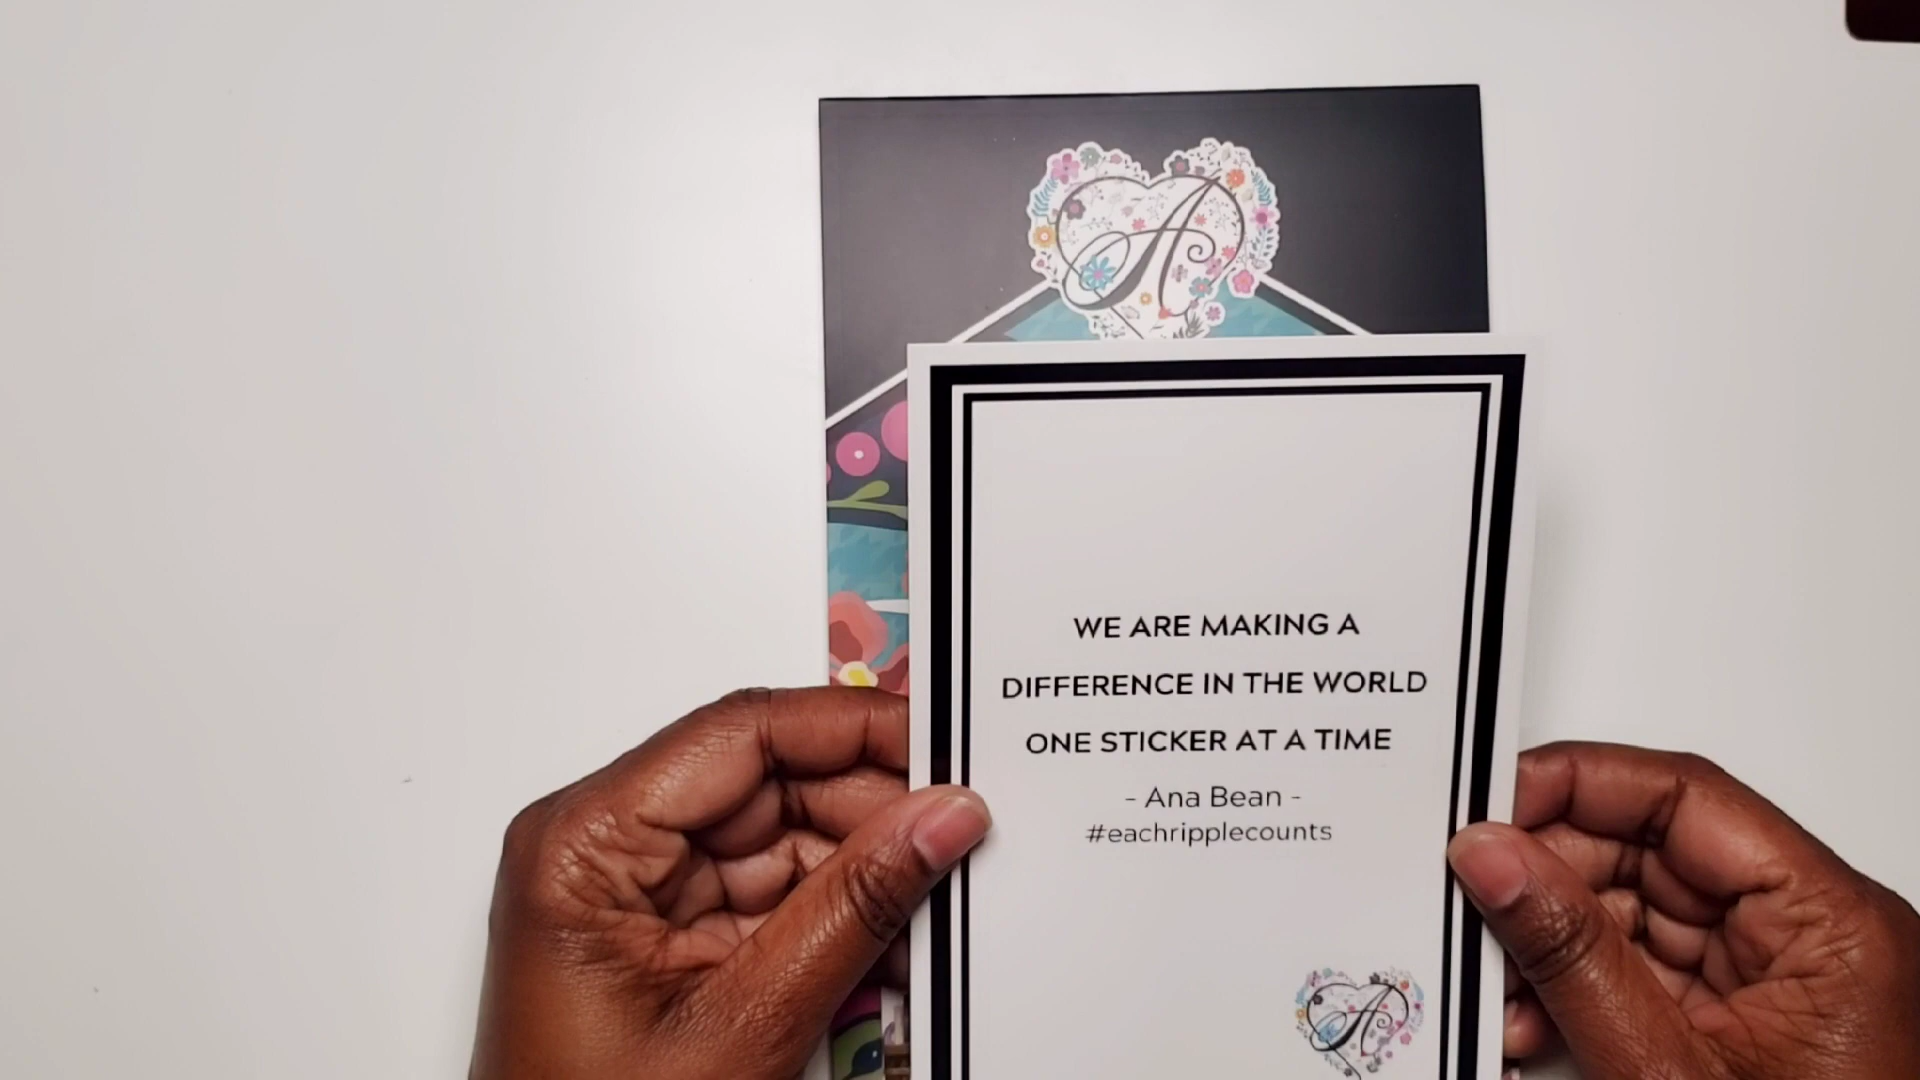 A
WE ARE MAKING A
DIFFERENCE IN THE WORLD
ONE STICKER AT A TIME
- Ana Bean -
#eachripplecounts
A